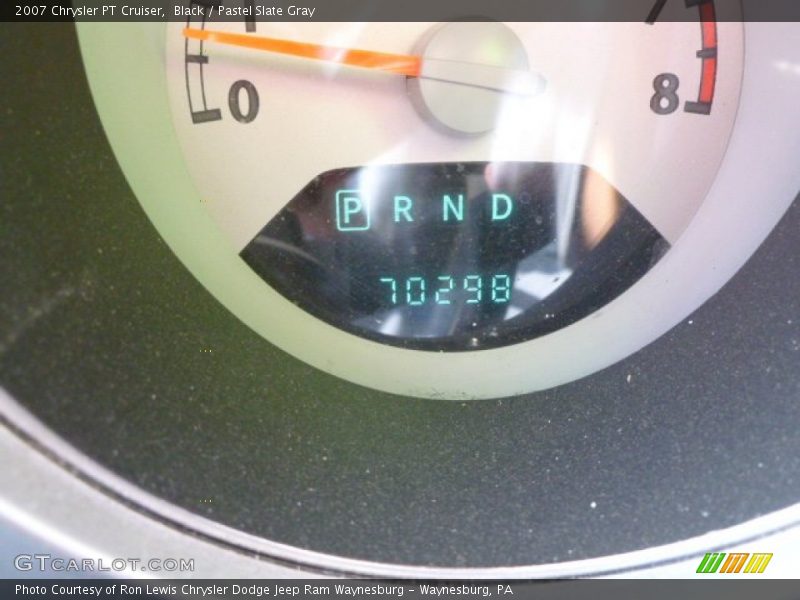 2007 Chrysler PT Cruiser, Black / Pastel Slate Gray
0
8
P R N D
70298
GTCARLOT.COM
Photo Courtesy of Ron Lewis Chrysler Dodge Jeep Ram Waynesburg - Waynesburg, PA